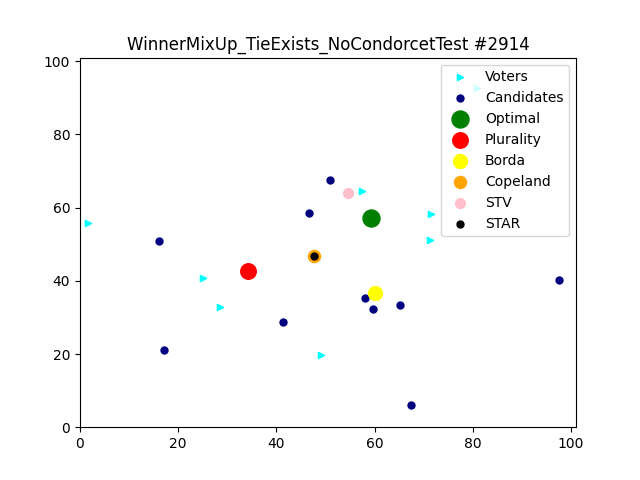 WinnerMixUp_TieExists_NoCondorcetTest #2914
100
80
60
40
20
0
0 20 40 60 80 100
Voters
Candidates
Optimal
Plurality
Borda
Copeland
STV
STAR